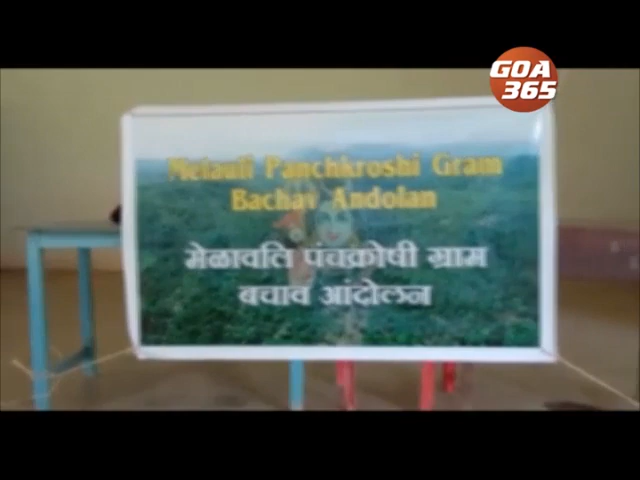 GOA
365
Melauli Panchkroshi Gram
Bachav Andolan
मेळावलि पंचक्रोषी ग्राम
बचाव आंदोलन